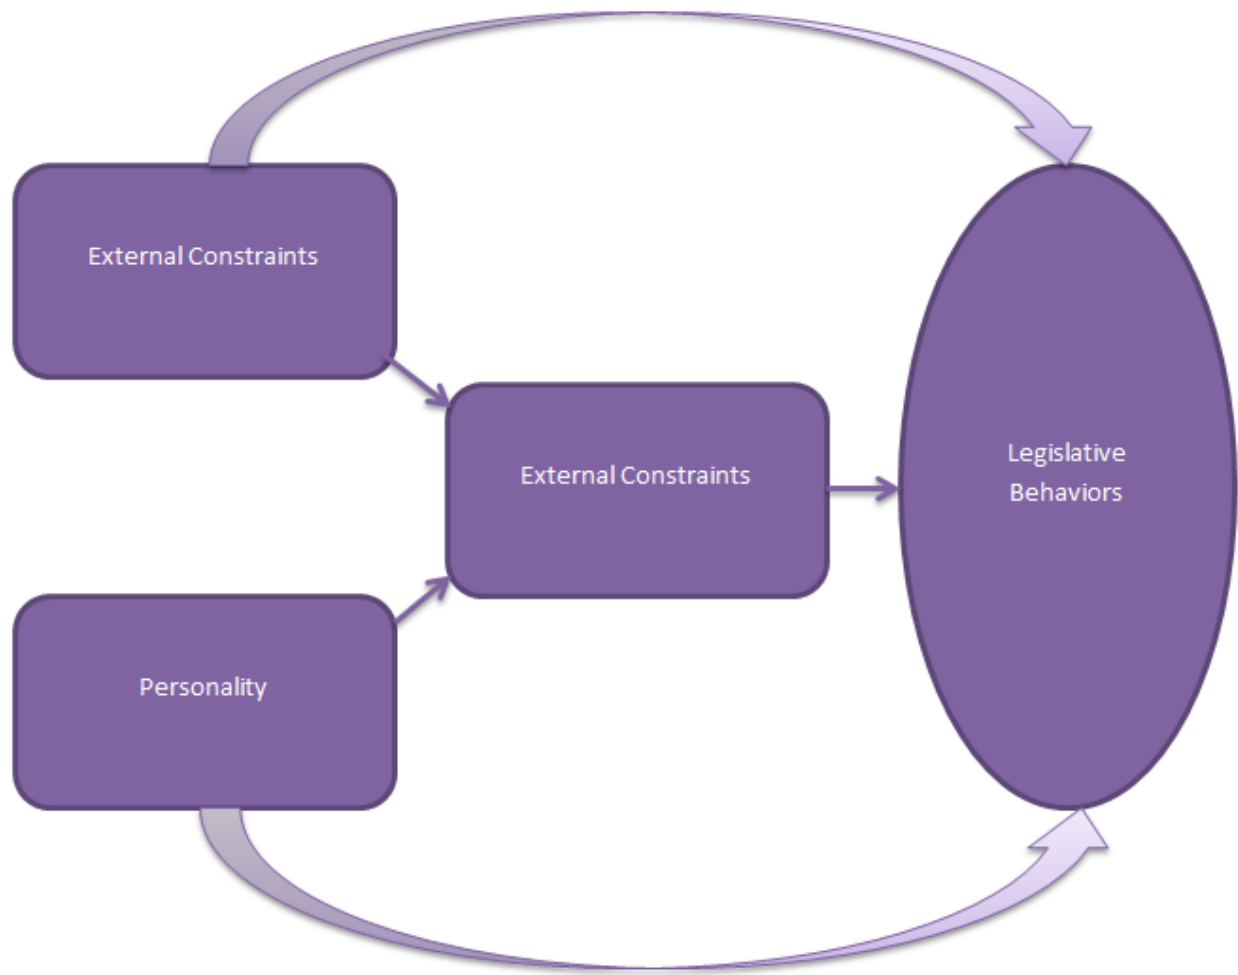 External Constraints
External Constraints
Personality
Legislative
Behaviors